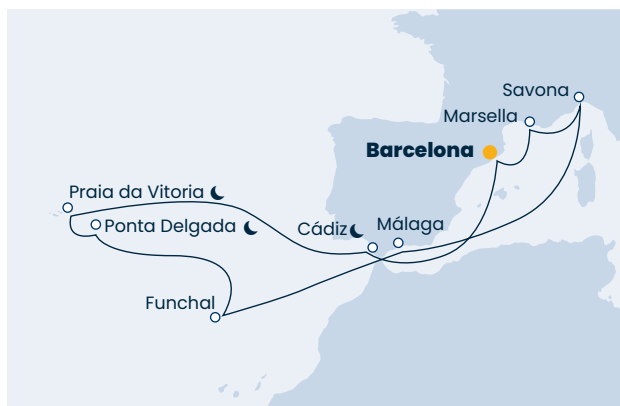 Savona
Marsella
Barcelona
Praia da Vitoria
Ponta Delgada
Cádiz
Málaga
Funchal